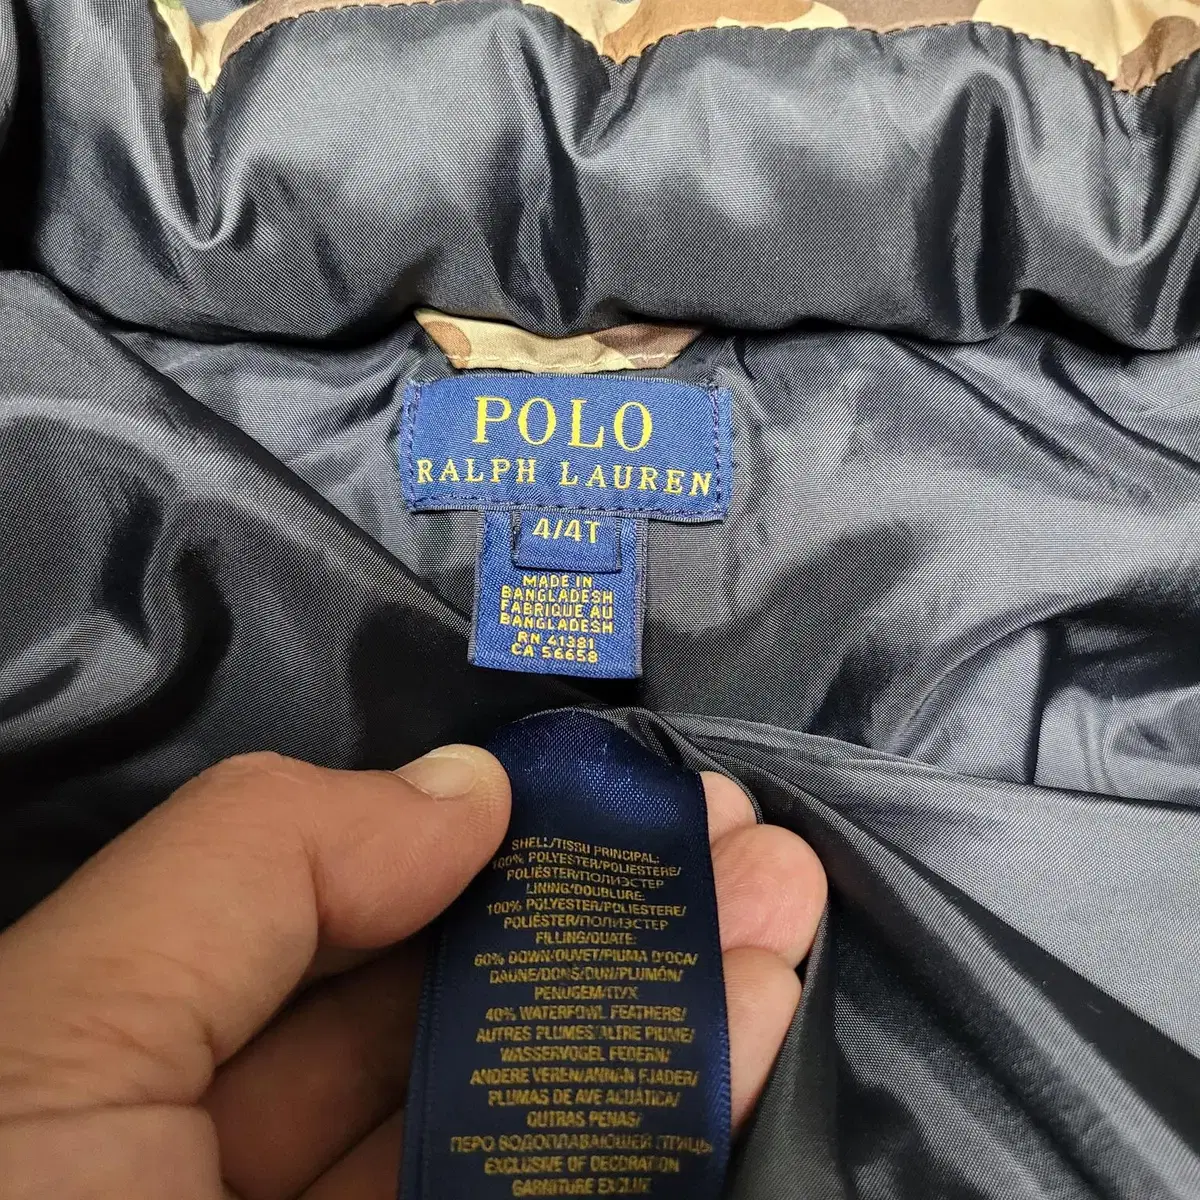 POLO
RALPH LAUREN
4/4T
MADE IN
BANGLADESH
FABRIQUE AU
BANGLADESH
RN 41381
CA 56658
SHELL/TISSU PRINCIPAL:
100% POLYESTER/POLIESTERE/
POLIÉSTER/ПОЛИЭСТЕР
LINING/DOUBLURE:
100% POLYESTER/POLIESTERE/
POLIÉSTER/ПОЛИЭСТЕР
FILLING/OUATE:
60% DOWN/DUVET/PIUMA D'OCA/
DAUNE/DONS/DUN/PLUMÓN/
PENUGEM/ПУХ
40% WATERFOWL FEATHERS/
AUTRES PLUMES/ALTRE PIUME/
WASSERVOGEL FEDERN/
ANDERE VEREN/ANNAN FJADER/
PLUMAS DE AVE ACUÁTICA/
OUTRAS PENAS/
ПЕРО ВОДОПЛАВАЮЩЕЙ ПТИЦЫ
EXCLUSIVE OF DECORATION
GARNITURE EXCLUE